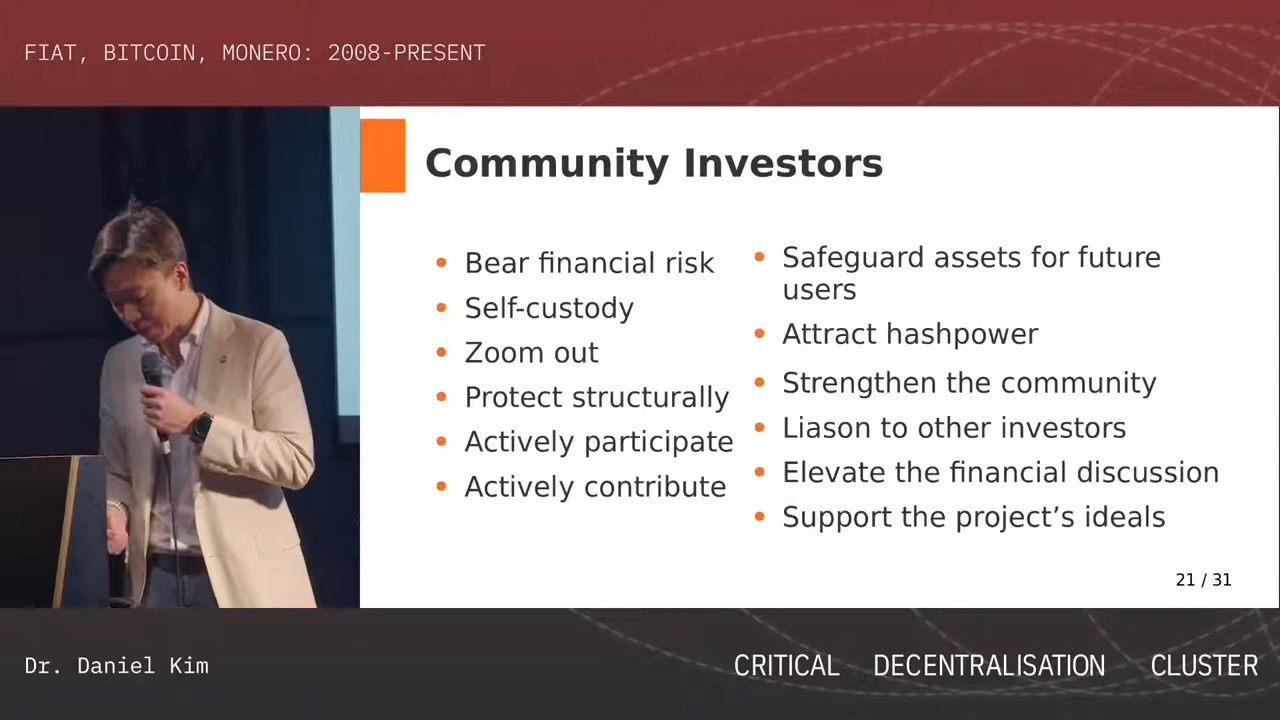 FIAT, BITCOIN, MONERO: 2008-PRESENT
Community Investors
• Bear financial risk
• Self-custody
• Zoom out
• Protect structurally
• Actively participate
• Actively contribute
• Safeguard assets for future
users
• Attract hashpower
• Strengthen the community
• Liason to other investors
• Elevate the financial discussion
• Support the project’s ideals
21 / 31
Dr. Daniel Kim
CRITICAL DECENTRALISATION CLUSTER